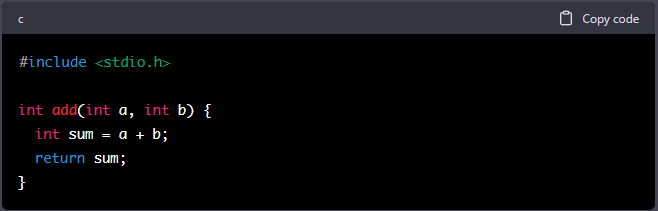 c
Copy code
#include <stdio.h>
int add(int a, int b) {
int sum = a + b;
return sum;
}